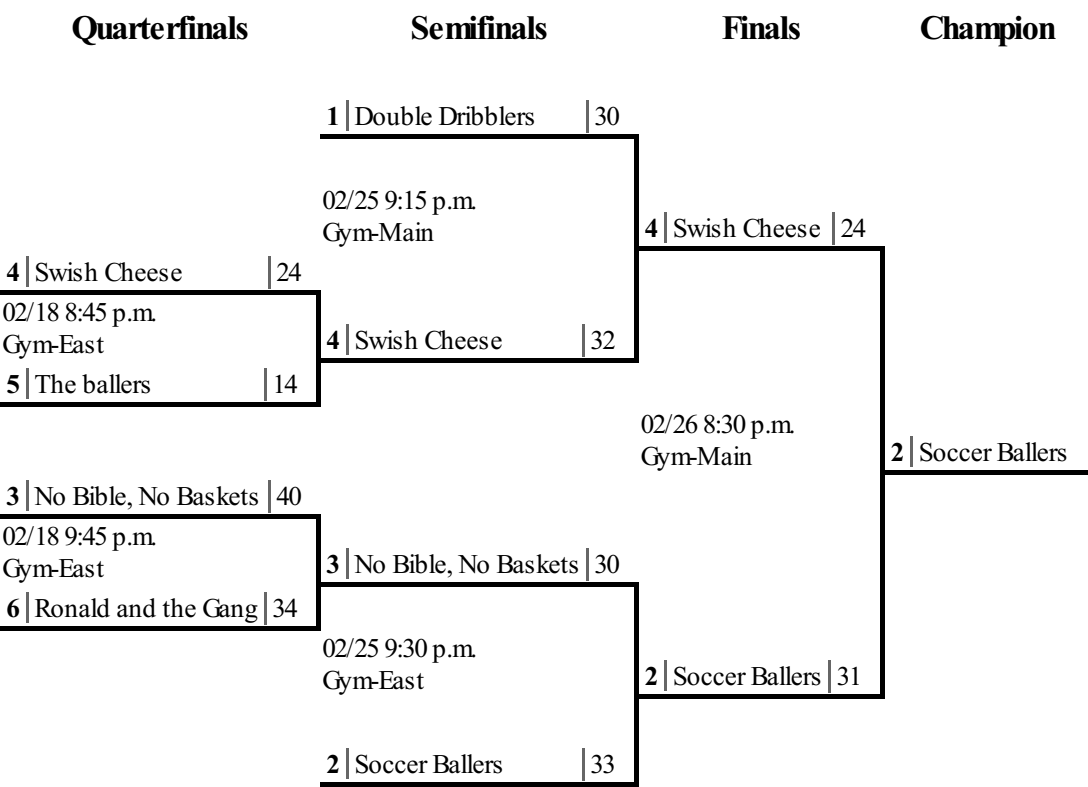 Quarterfinals Semifinals Finals Champion
1 Double Dribblers 30
02/25 9:15 p.m.
Gym-Main
4 Swish Cheese 24
4 Swish Cheese 24
02/18 8:45 p.m.
Gym-East
4 Swish Cheese 32
5 The ballers 14
02/26 8:30 p.m.
Gym-Main
2 Soccer Ballers
3 No Bible, No Baskets 40
02/18 9:45 p.m.
Gym-East
3 No Bible, No Baskets 30
6 Ronald and the Gang 34
02/25 9:30 p.m.
Gym-East
2 Soccer Ballers 31
2 Soccer Ballers 33